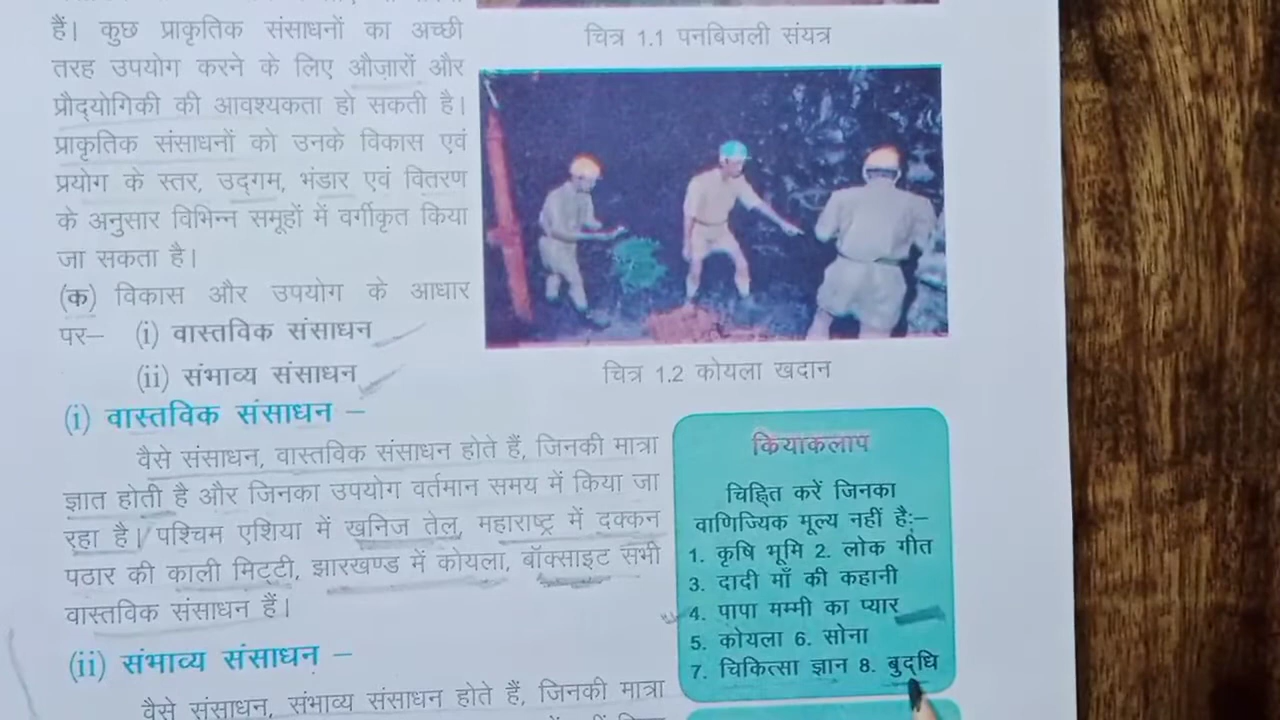 हैं। कुछ प्राकृतिक संसाधनों का अच्छी
तरह उपयोग करने के लिए औज़ारों और
प्रौद्योगिकी की आवश्यकता हो सकती है।
प्राकृतिक संसाधनों को उनके विकास एवं
प्रयोग के स्तर, उद्गम, भंडार एवं वितरण
के अनुसार विभिन्न समूहों में वर्गीकृत किया
जा सकता है।
(क) विकास और उपयोग के आधार
पर– (i) वास्तविक संसाधन
(ii) संभाव्य संसाधन
चित्र 1.1 पनबिजली संयत्र
चित्र 1.2 कोयला खदान
(i) वास्तविक संसाधन –
वैसे संसाधन, वास्तविक संसाधन होते हैं, जिनकी मात्रा
ज्ञात होती है और जिनका उपयोग वर्तमान समय में किया जा
रहा है। पश्चिम एशिया में खनिज तेल, महाराष्ट्र में दक्कन
पठार की काली मिट्टी, झारखण्ड में कोयला, बॉक्साइट सभी
वास्तविक संसाधन हैं।
(ii) संभाव्य संसाधन –
वैसे संसाधन, संभाव्य संसाधन होते हैं, जिनकी मात्रा
कियाकलाप
चिह्नित करें जिनका
वाणिज्यिक मूल्य नहीं है:–
1. कृषि भूमि 2. लोक गीत
3. दादी माँ की कहानी
4. पापा मम्मी का प्यार
5. कोयला 6. सोना
7. चिकित्सा ज्ञान 8. बुद्धि